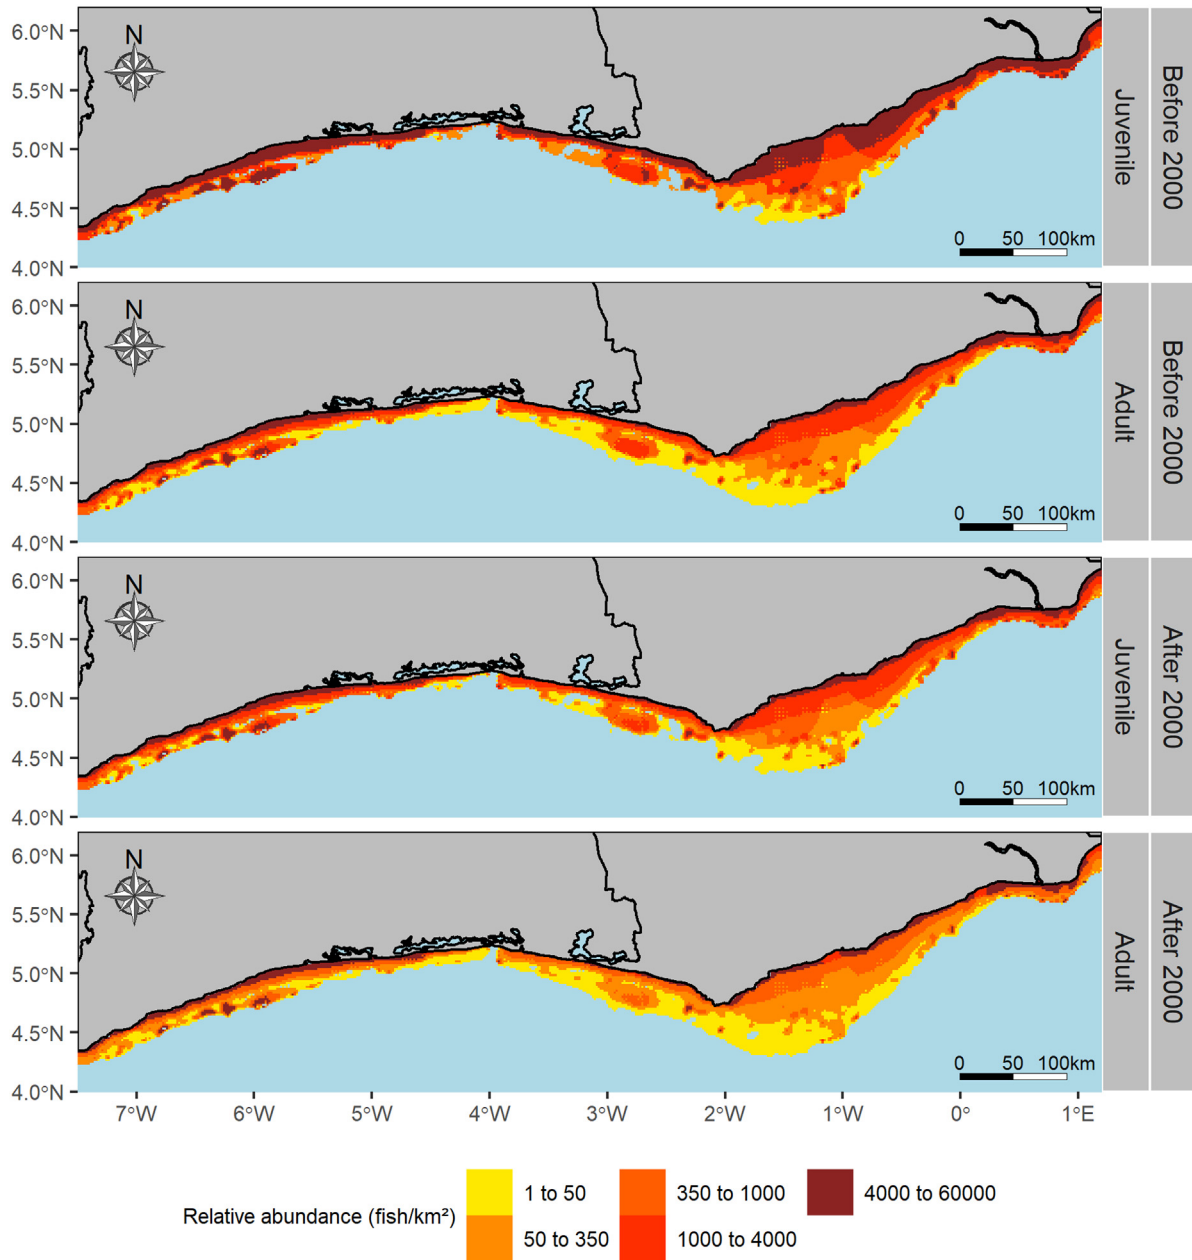 6.0°N
5.5°N
5.0°N
4.5°N
4.0°N
N
0 50 100km
Juvenile
Before 2000
6.0°N
5.5°N
5.0°N
4.5°N
4.0°N
N
0 50 100km
Adult
Before 2000
6.0°N
5.5°N
5.0°N
4.5°N
4.0°N
N
0 50 100km
Juvenile
After 2000
6.0°N
5.5°N
5.0°N
4.5°N
4.0°N
N
0 50 100km
Adult
After 2000
7°W 6°W 5°W 4°W 3°W 2°W 1°W 0° 1°E
Relative abundance (fish/km²)
1 to 50 350 to 1000 4000 to 60000
50 to 350 1000 to 4000